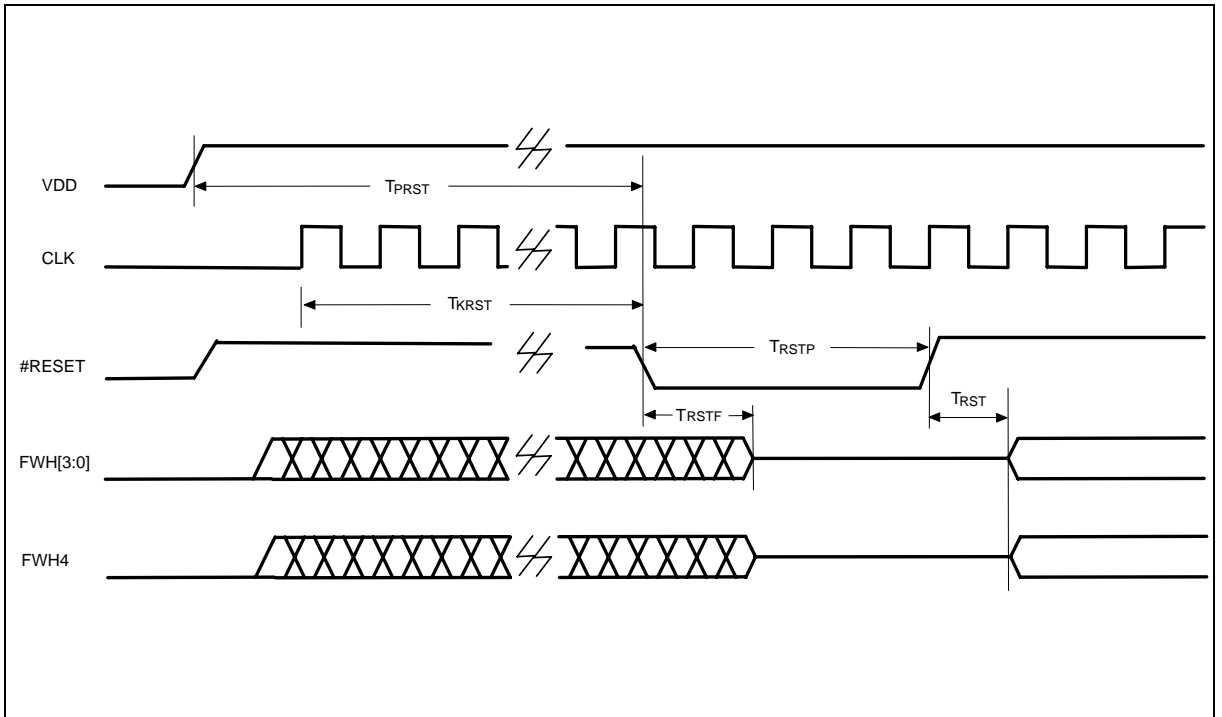 VDD
TPRST
CLK
TKRST
#RESET
TRSTP
TRST
TRSTF
FWH[3:0]
FWH4